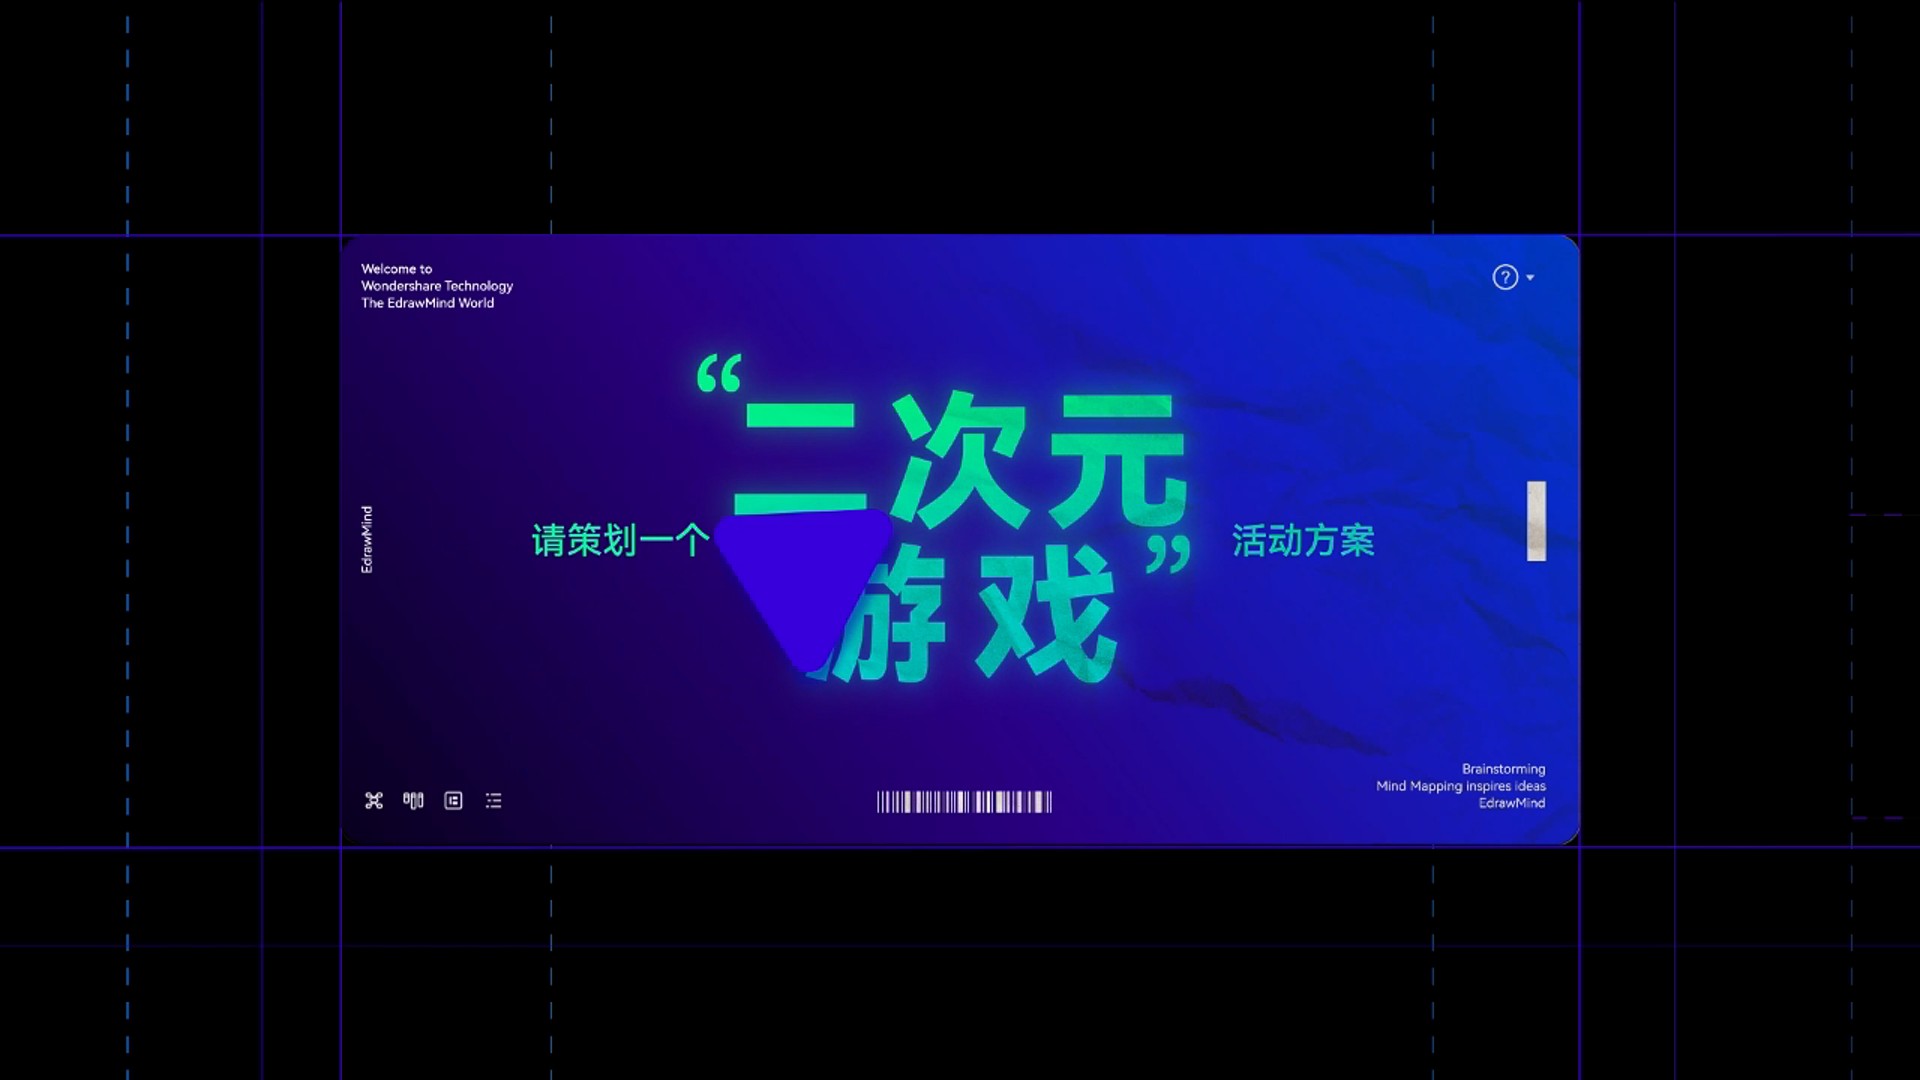 Welcome to
Wondershare Technology
The EdrawMind World
“二次元
请策划一个
游戏”
活动方案
EdrawMind
Brainstorming
Mind Mapping inspires ideas
EdrawMind